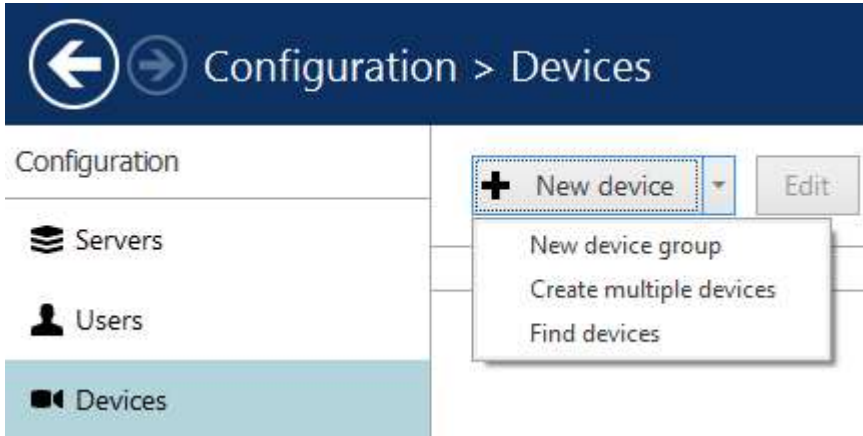 Configuration > Devices
Configuration
New device
Edit
New device group
Create multiple devices
Find devices
Servers
Users
Devices